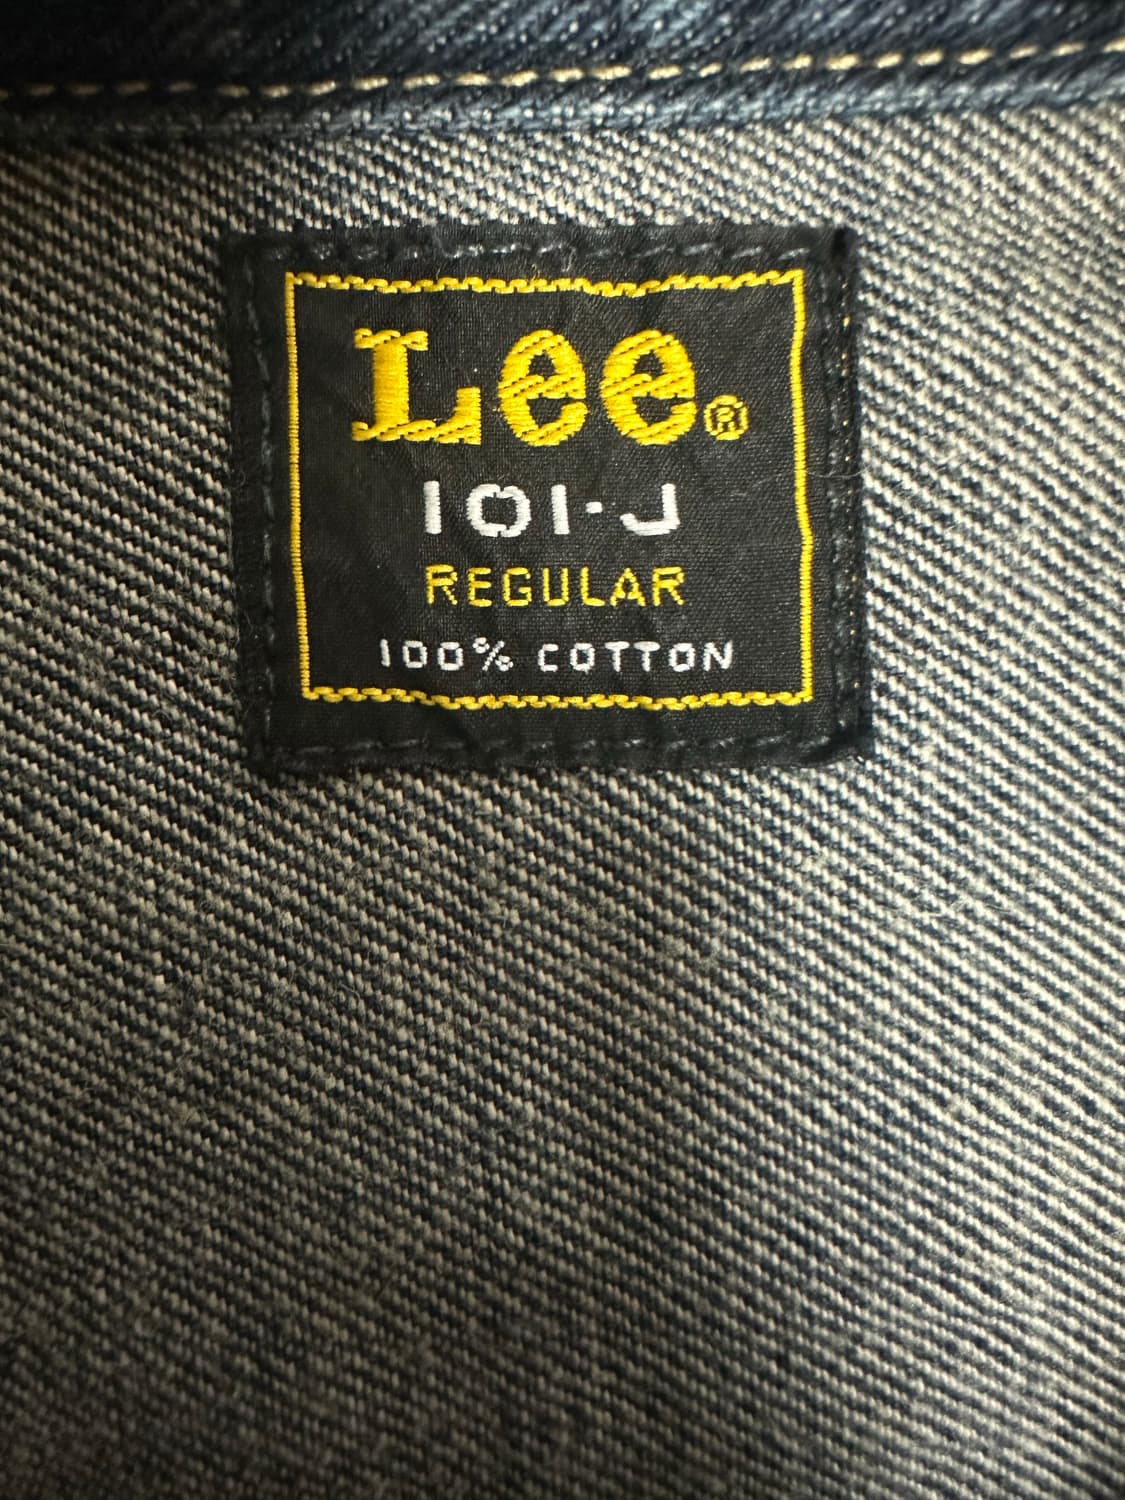 Lee®
101-J
REGULAR
100% COTTON